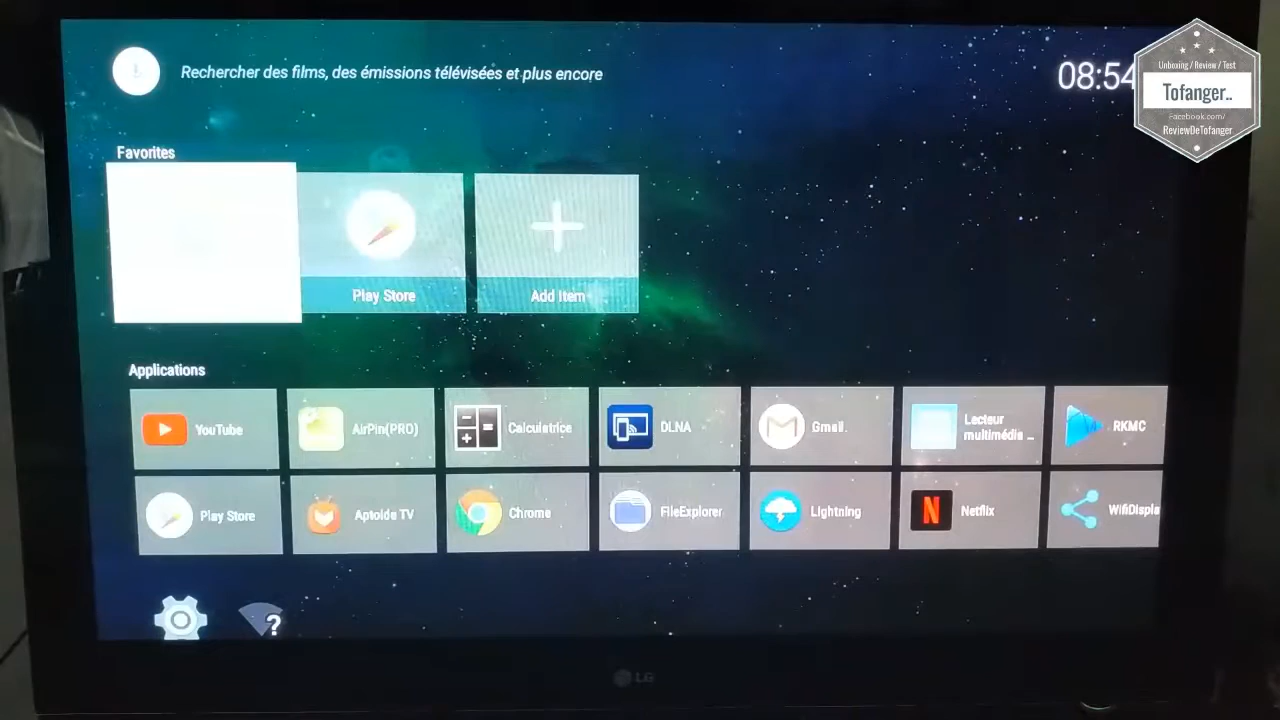 Rechercher des films, des émissions télévisées et plus encore
08:54
Unboxing / Review / Test
Tofanger..
Facebook.com/
ReviewDeTofanger
Favorites
Play Store
Add Item
Applications
YouTube
AirPin(PRO)
Calculatrice
DLNA
Gmail
Lecteur
multimédia ...
RKMC
Play Store
Aptoide TV
Chrome
FileExplorer
Lightning
N
Netflix
WifiDispla
?
LG